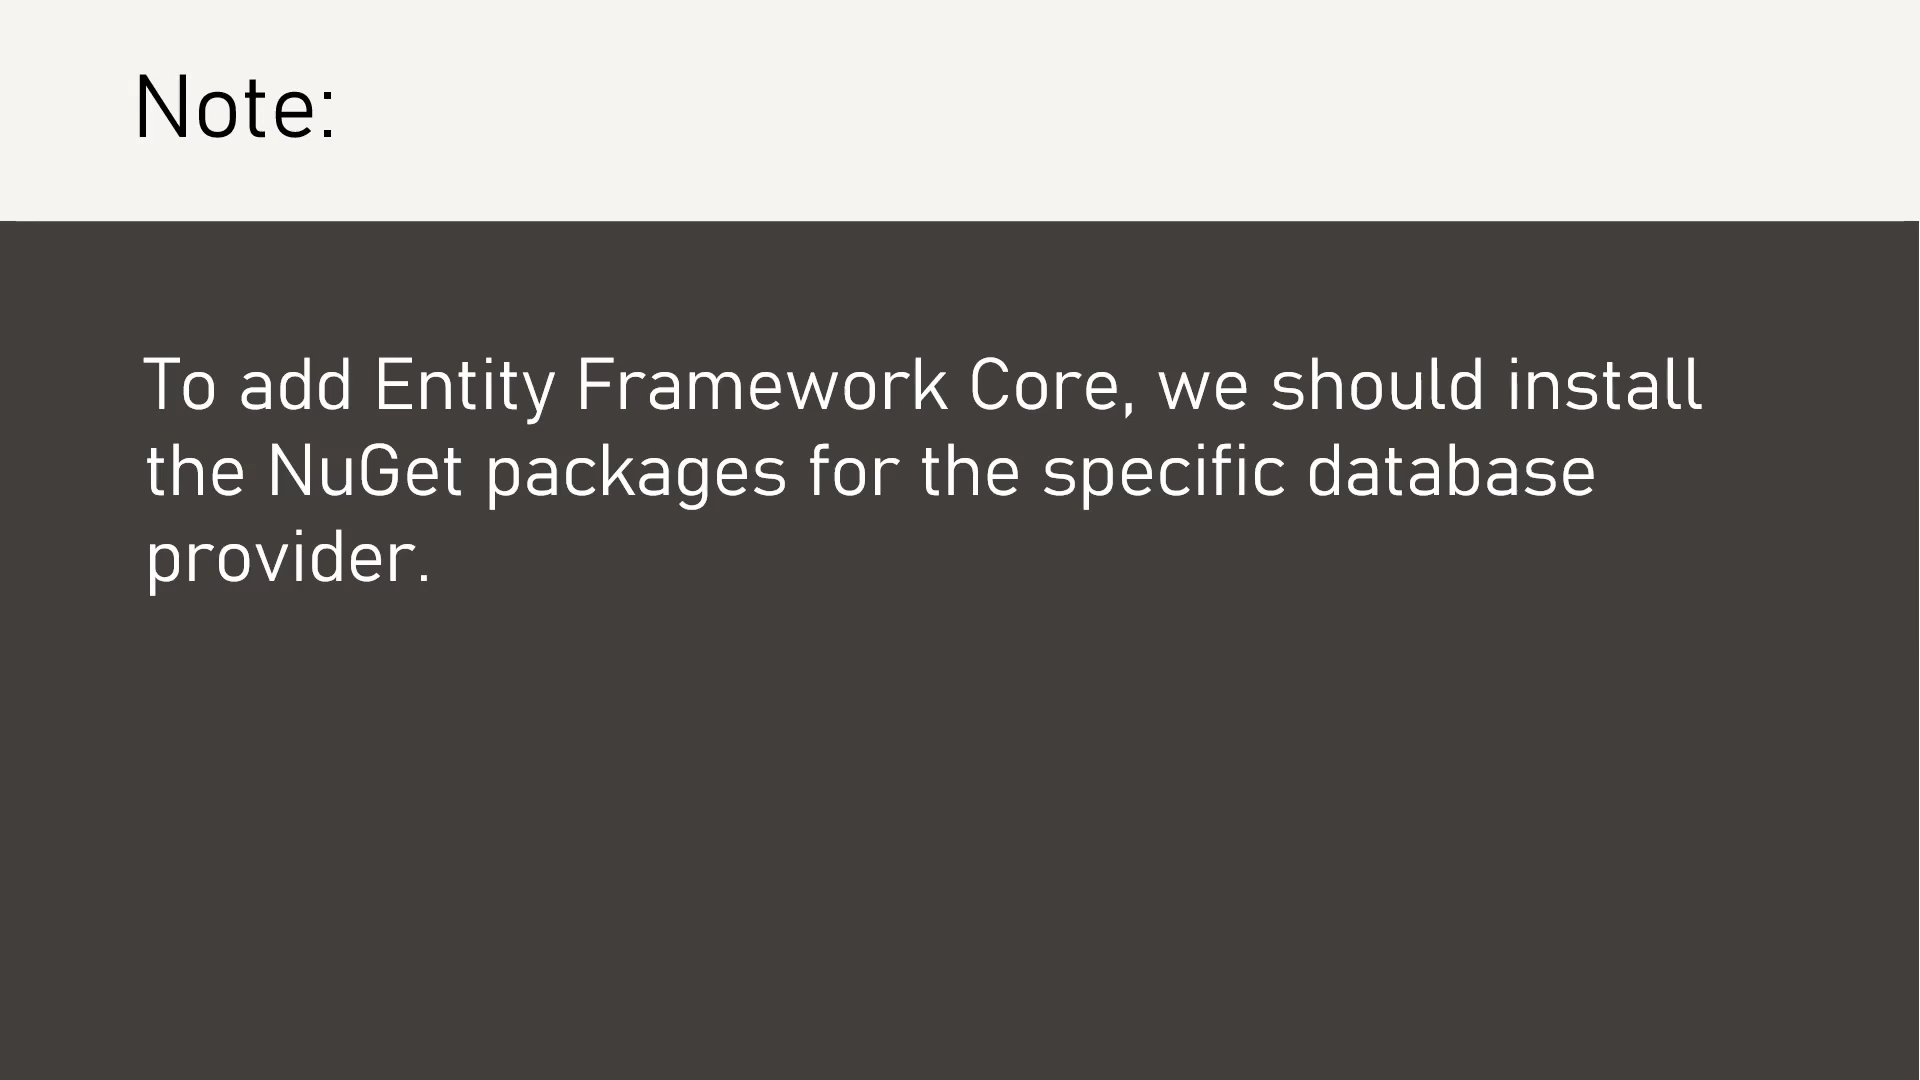 Note:
To add Entity Framework Core, we should install
the NuGet packages for the specific database
provider.